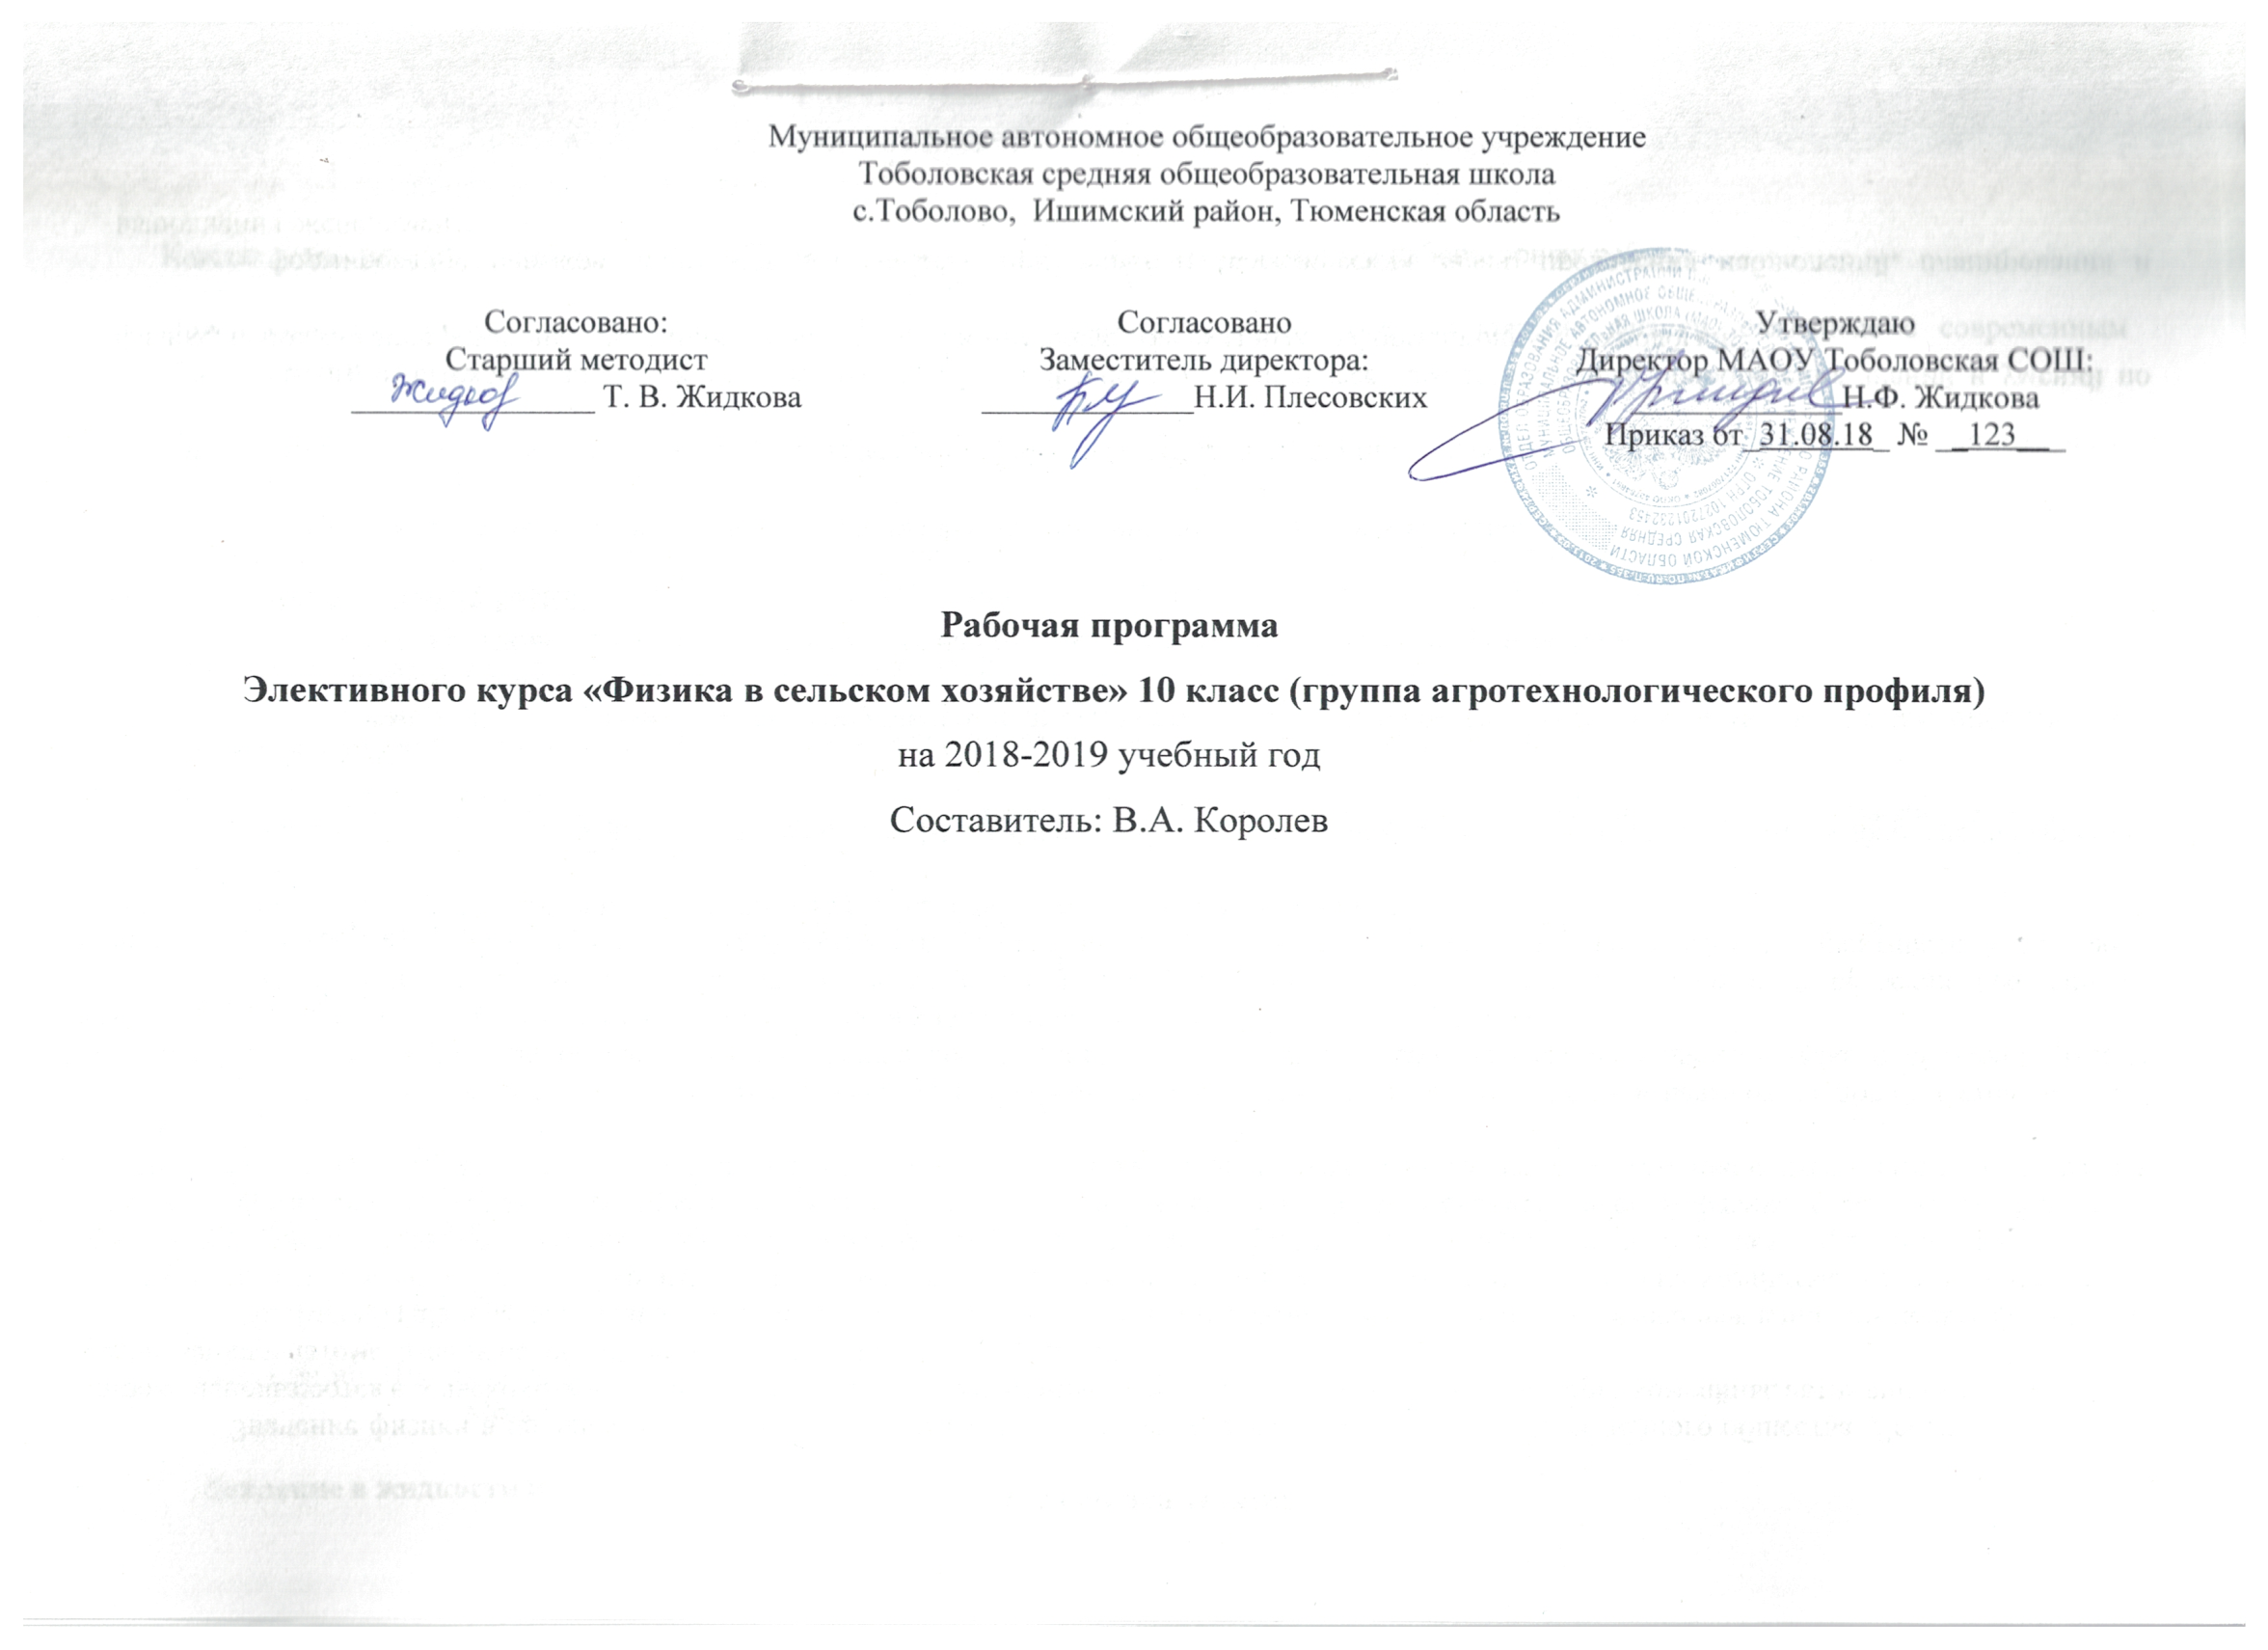 Муниципальное автономное общеобразовательное учреждение
Тоболовская средняя общеобразовательная школа
с.Тоболово, Ишимский район, Тюменская область
Согласовано:
Старший методист
Т. В. Жидкова
Согласовано
Заместитель директора:
Н.И. Плесовских
Утверждаю
Директор МАОУ Тоболовская СОШ:
Н.Ф. Жидкова
Приказ от 31.08.18 № 123
Рабочая программа
Элективного курса «Физика в сельском хозяйстве» 10 класс (группа агротехнологического профиля)
на 2018-2019 учебный год
Составитель: В.А. Королев